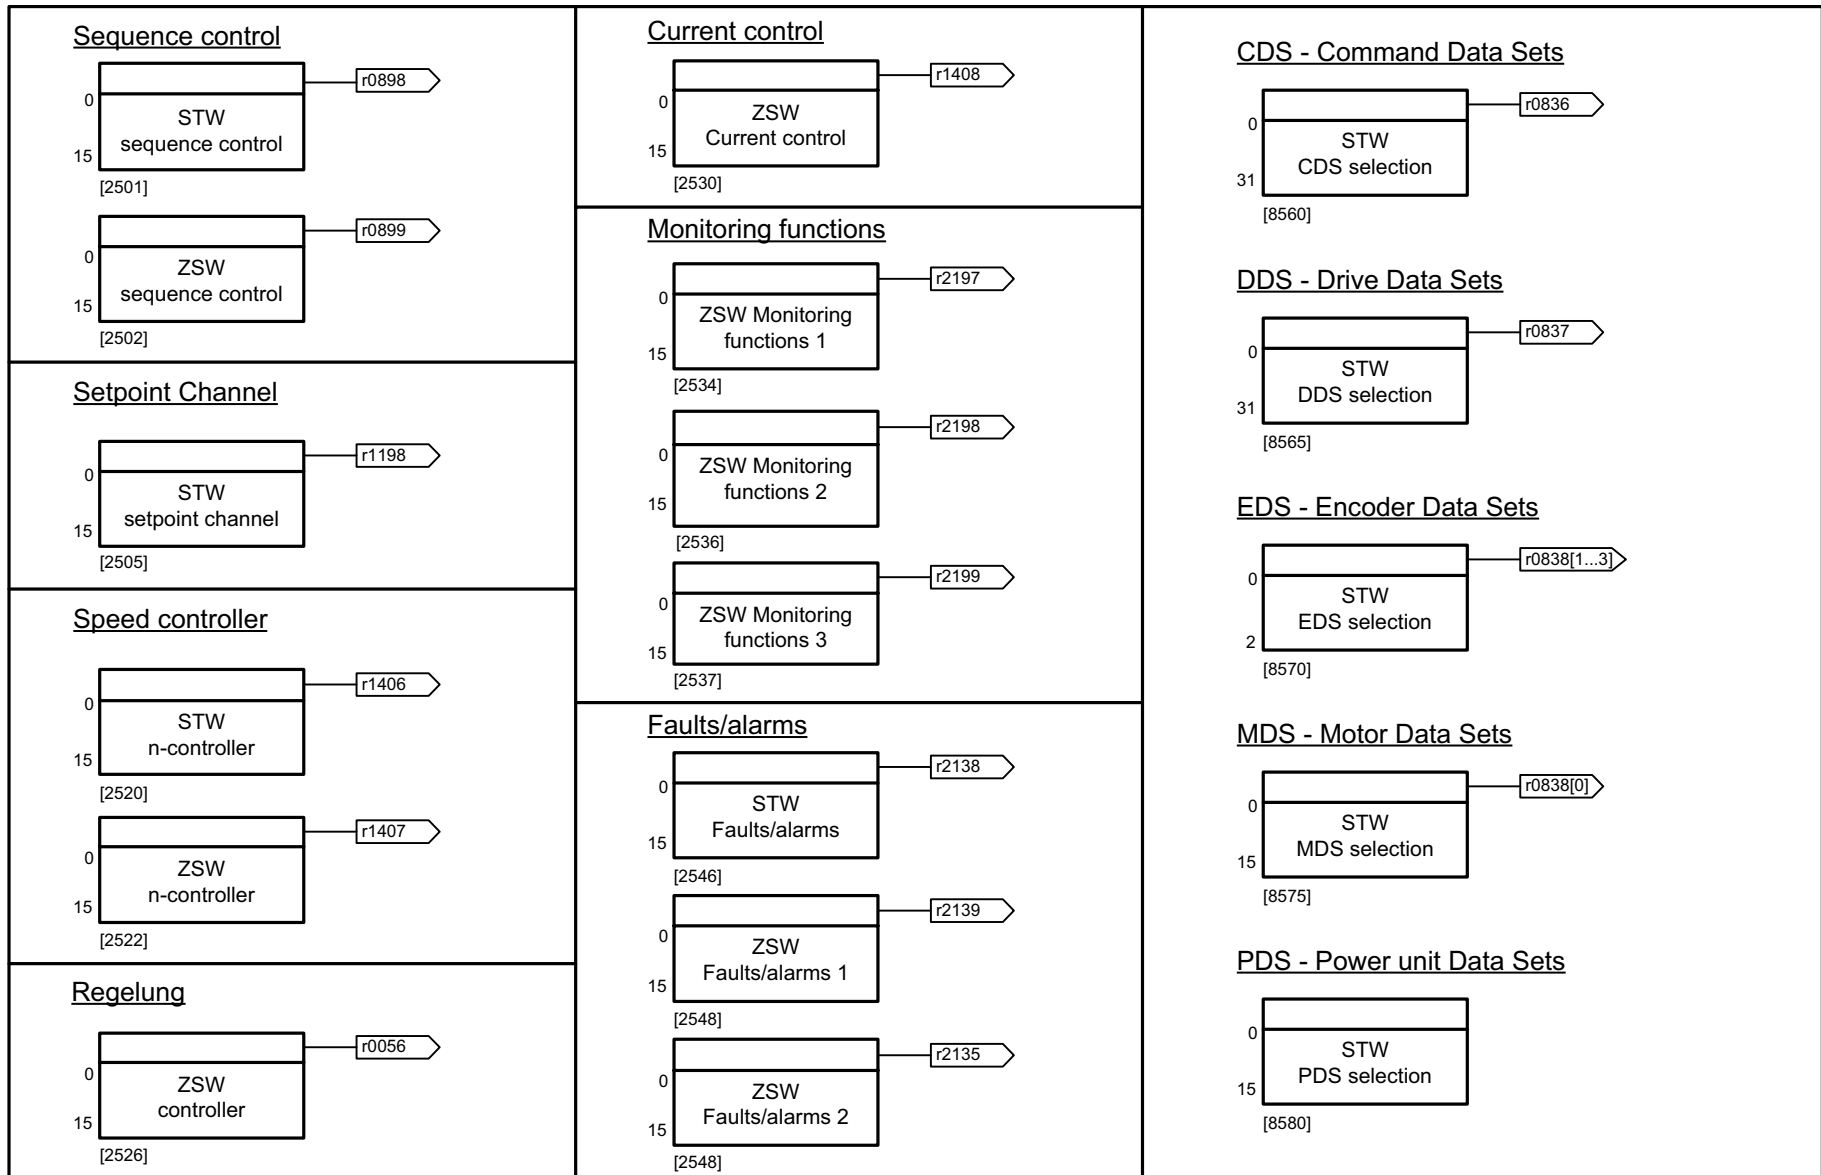 Sequence control
r0898
0
STW
sequence control
15
[2501]
r0899
0
ZSW
sequence control
15
[2502]
Setpoint Channel
r1198
0
STW
setpoint channel
15
[2505]
Speed controller
r1406
0
STW
n-controller
15
[2520]
r1407
0
ZSW
n-controller
15
[2522]
Regelung
r0056
0
ZSW
controller
15
[2526]
Current control
r1408
0
ZSW
Current control
15
[2530]
Monitoring functions
r2197
0
ZSW Monitoring
functions 1
15
[2534]
r2198
0
ZSW Monitoring
functions 2
15
[2536]
r2199
0
ZSW Monitoring
functions 3
15
[2537]
Faults/alarms
r2138
0
STW
Faults/alarms
15
[2546]
r2139
0
ZSW
Faults/alarms 1
15
[2548]
r2135
0
ZSW
Faults/alarms 2
15
[2548]
CDS - Command Data Sets
r0836
0
STW
CDS selection
31
[8560]
DDS - Drive Data Sets
r0837
0
STW
DDS selection
31
[8565]
EDS - Encoder Data Sets
r0838[1...3]
0
STW
EDS selection
2
[8570]
MDS - Motor Data Sets
r0838[0]
0
STW
MDS selection
15
[8575]
PDS - Power unit Data Sets
0
STW
PDS selection
15
[8580]